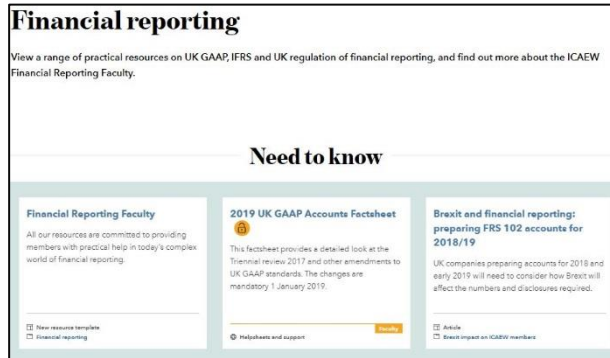 Financial reporting
View a range of practical resources on UK GAAP, IFRS and UK regulation of financial reporting, and find out more about the ICAEW
Financial Reporting Faculty.
Need to know
Financial Reporting Faculty
All our resources are committed to providing
members with practical help in today's complex
world of financial reporting.
New resource template
Financial reporting
2019 UK GAAP Accounts Factsheet
This factsheet provides a detailed look at the
Triennial review 2017 and other amendments to
UK GAAP standards. The changes are
mandatory 1 January 2019.
Faculty
Helpsheets and support
Brexit and financial reporting:
preparing FRS 102 accounts for
2018/19
UK companies preparing accounts for 2018 and
early 2019 will need to consider how Brexit will
affect the numbers and disclosures required.
Article
Brexit impact on ICAEW members